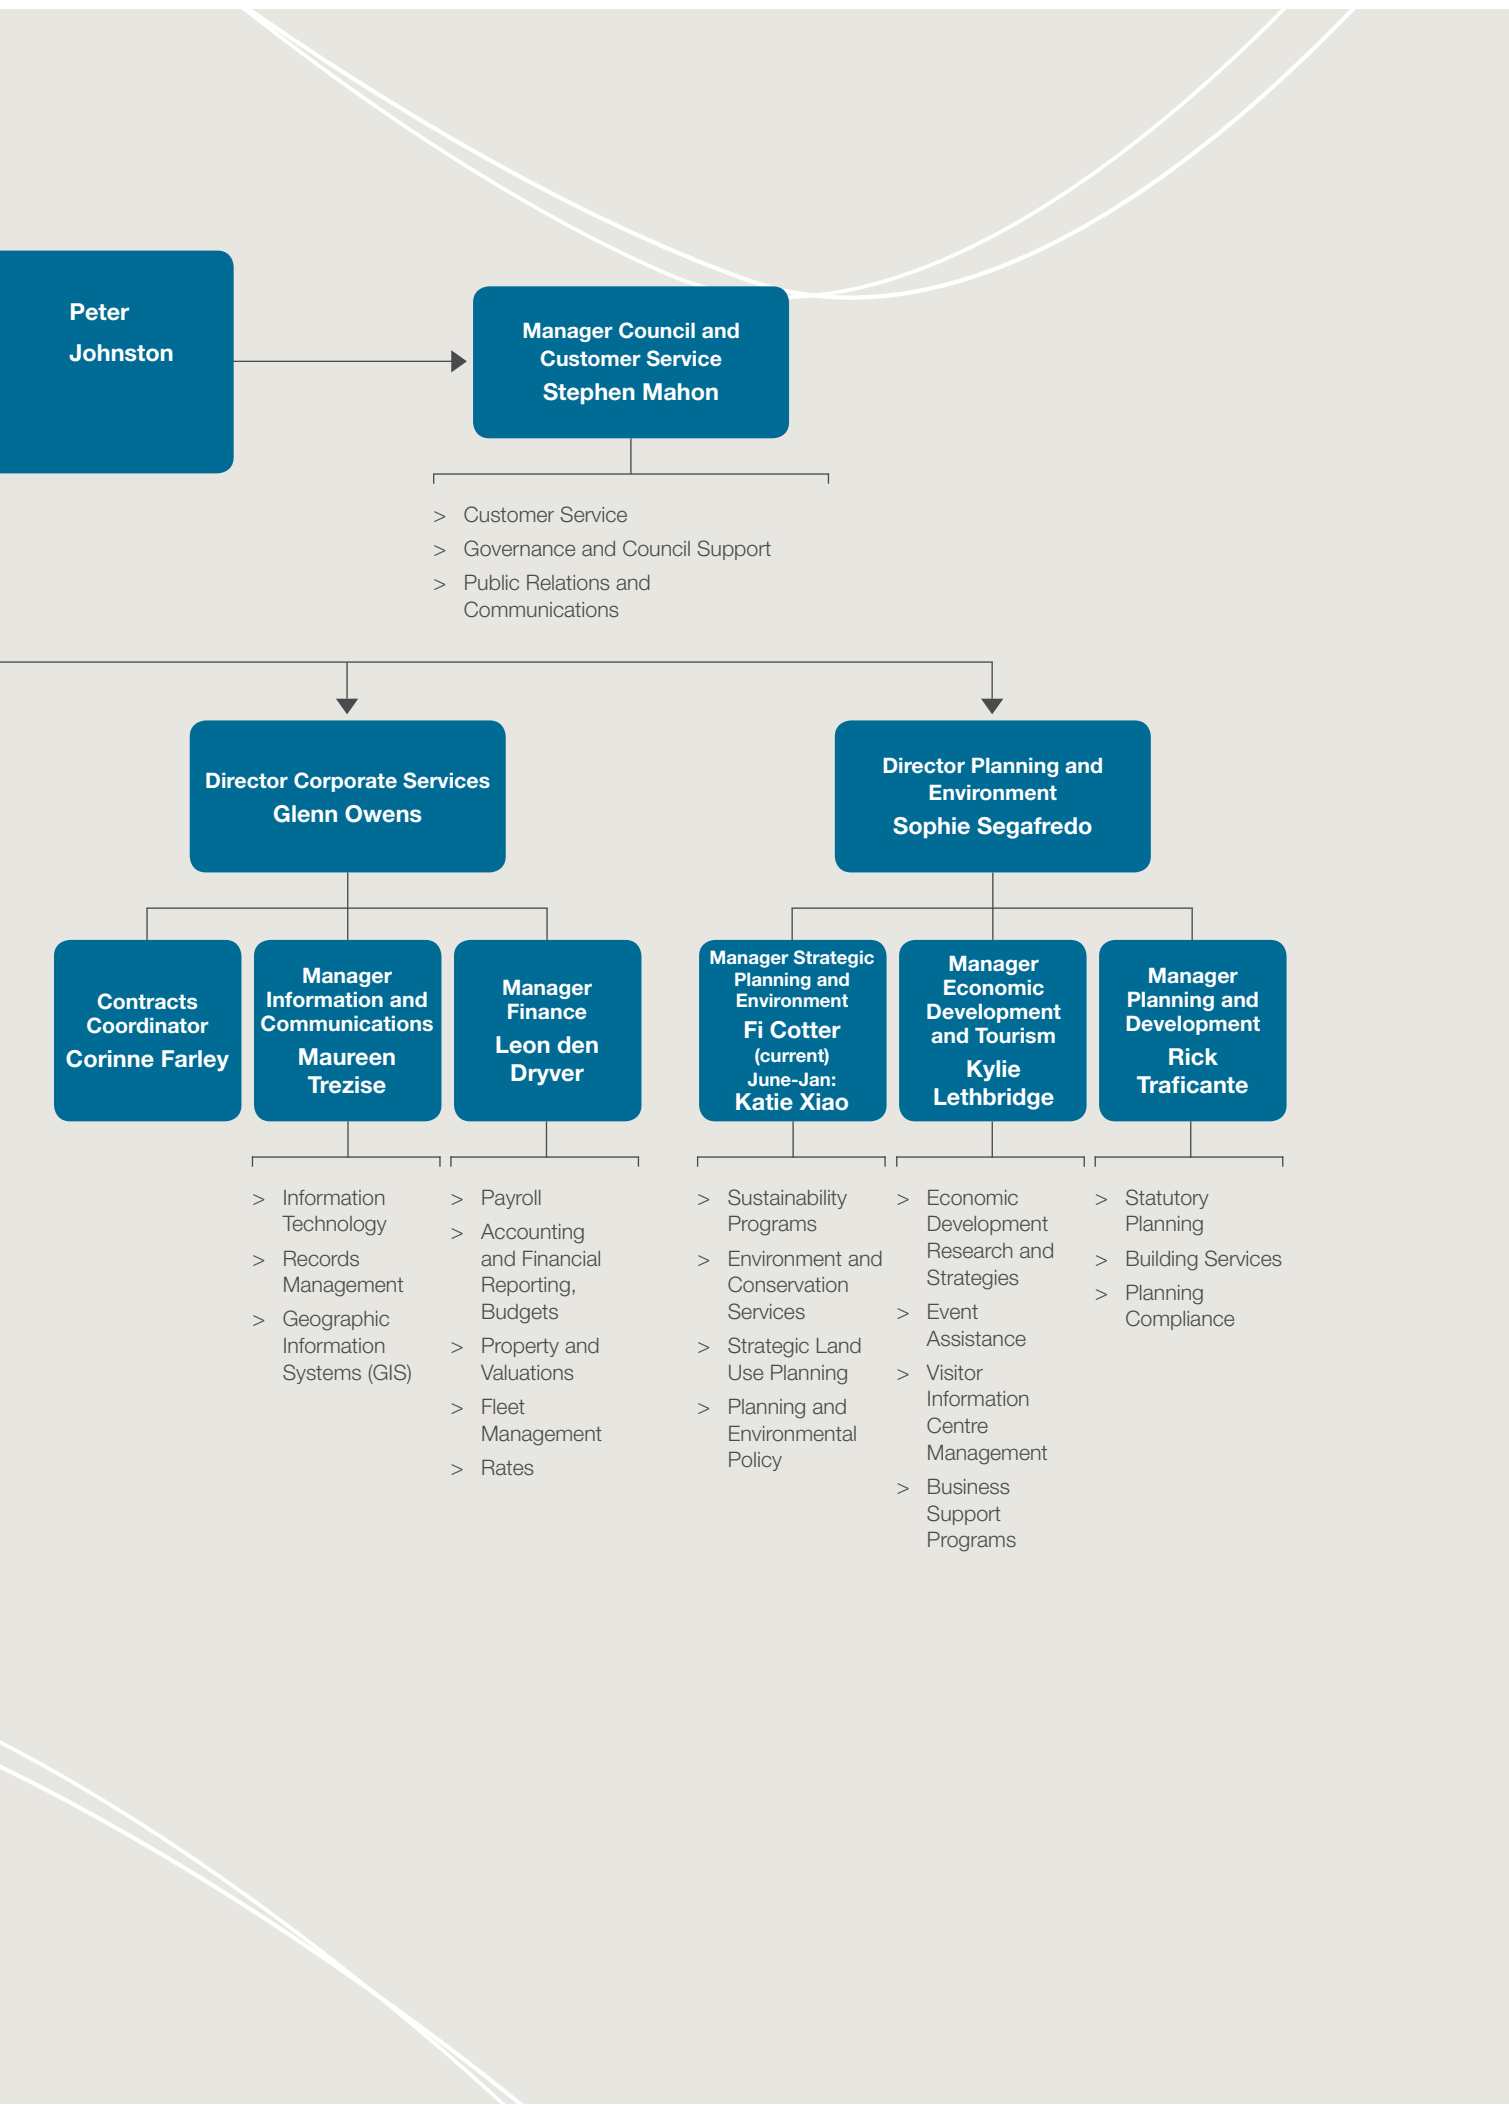 Peter
Johnston
Manager Council and
Customer Service
Stephen Mahon
> Customer Service
> Governance and Council Support
> Public Relations and
Communications
Director Corporate Services
Glenn Owens
Director Planning and
Environment
Sophie Segafredo
Contracts
Coordinator
Corinne Farley
Manager
Information and
Communications
Maureen
Trezise
Manager
Finance
Leon den
Dryver
Manager Strategic
Planning and
Environment
Fi Cotter
(current)
June-Jan:
Katie Xiao
Manager
Economic
Development
and Tourism
Kylie
Lethbridge
Manager
Planning and
Development
Rick
Traficante
> Information
Technology
> Records
Management
> Geographic
Information
Systems (GIS)
> Payroll
> Accounting
and Financial
Reporting,
Budgets
> Property and
Valuations
> Fleet
Management
> Rates
> Sustainability
Programs
> Environment and
Conservation
Services
> Strategic Land
Use Planning
> Planning and
Environmental
Policy
> Economic
Development
Research and
Strategies
> Event
Assistance
> Visitor
Information
Centre
Management
> Business
Support
Programs
> Statutory
Planning
> Building Services
> Planning
Compliance